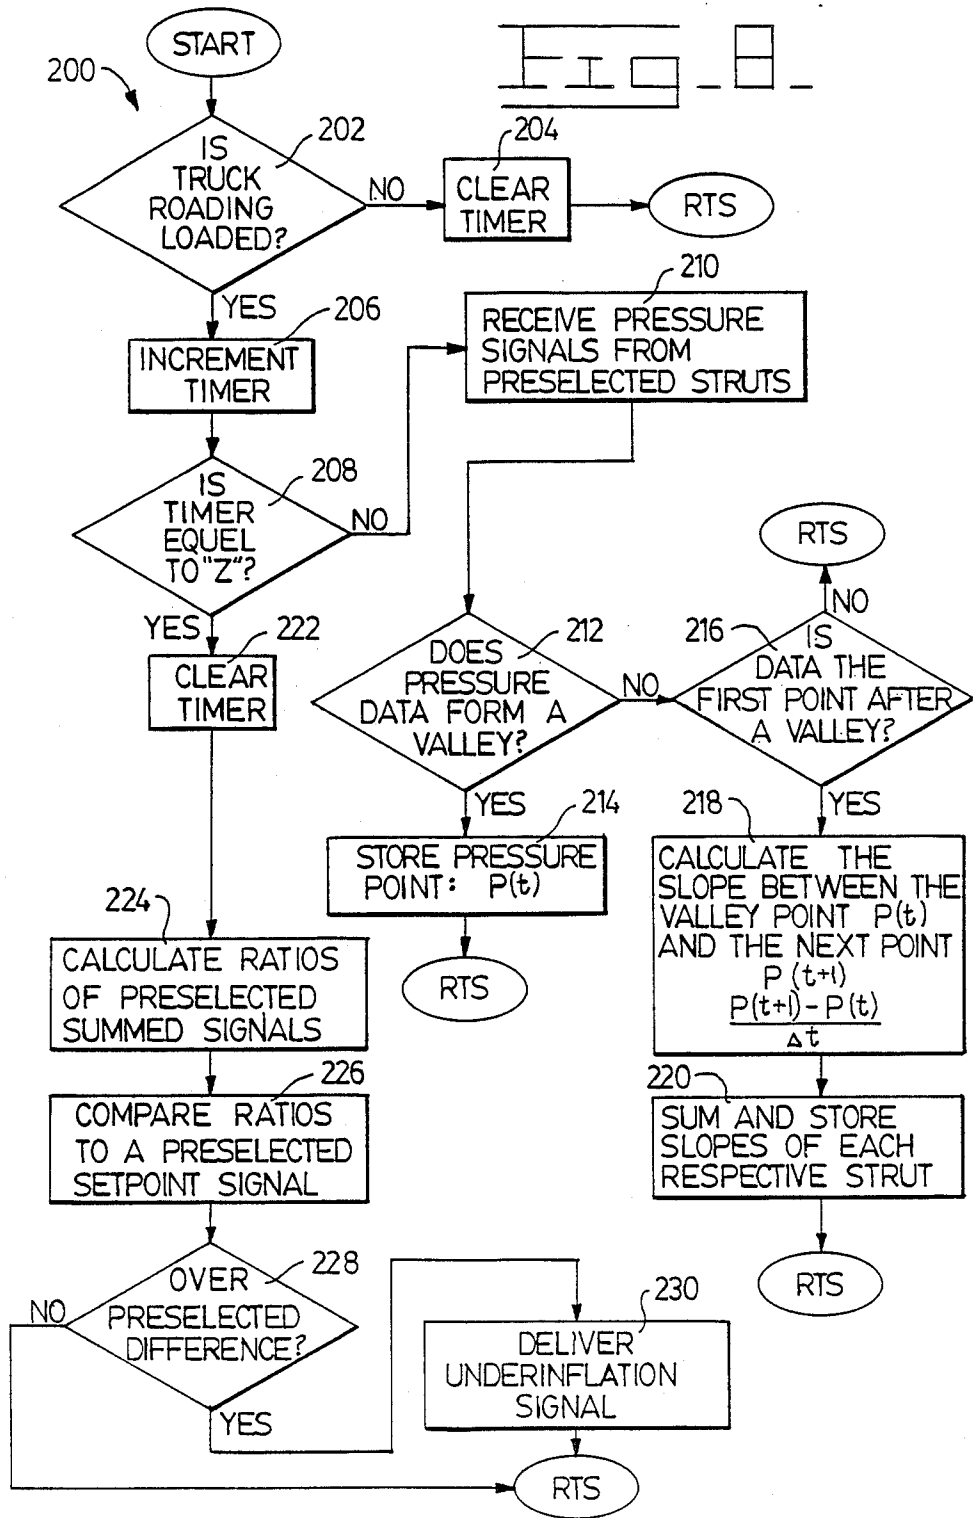 START
FIG_8_
200
202
IS
TRUCK
ROADING
LOADED?
NO
204
CLEAR
TIMER
RTS
YES
206
INCREMENT
TIMER
210
RECEIVE PRESSURE
SIGNALS FROM
PRESELECTED STRUTS
208
IS
TIMER
EQUEL
TO "Z"?
NO
YES
222
CLEAR
TIMER
212
DOES
PRESSURE
DATA FORM A
VALLEY?
NO
RTS
NO
216
IS
DATA THE
FIRST POINT AFTER
A VALLEY?
YES
214
STORE PRESSURE
POINT: P(t)
RTS
YES
218
CALCULATE THE
SLOPE BETWEEN THE
VALLEY POINT P(t)
AND THE NEXT POINT
P(t+1)
P(t+1) - P(t)
Δt
220
SUM AND STORE
SLOPES OF EACH
RESPECTIVE STRUT
RTS
224
CALCULATE RATIOS
OF PRESELECTED
SUMMED SIGNALS
226
COMPARE RATIOS
TO A PRESELECTED
SETPOINT SIGNAL
228
OVER
PRESELECTED
DIFFERENCE?
NO
YES
230
DELIVER
UNDERINFLATION
SIGNAL
RTS